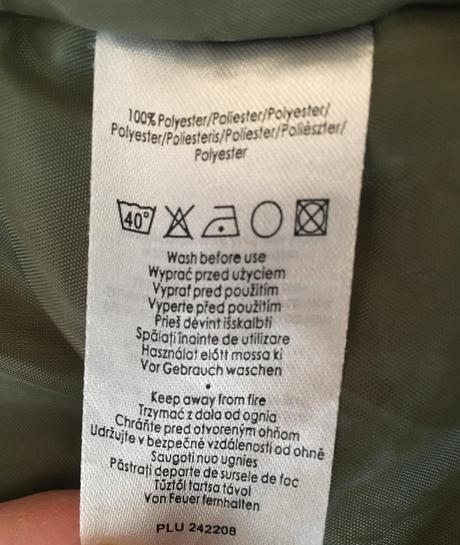 100% Polyester/Poliester/Polyester/
Polyester/Poliesteris/Poliester/Poliészter/
Polyester
40°
Wash before use
Wyprać przed użyciem
Vyprať pred použitím
Vyperte před použitím
Prieš dėvint išskalbti
Spălați înainte de utilizare
Használat előtt mossa ki
Vor Gebrauch waschen
•
Keep away from fire
Trzymać z dala od ognia
Chráňte pred otvoreným ohňom
Udržujte v bezpečné vzdálenosti od ohně
Saugoti nuo ugnies
Păstrați departe de sursele de foc
Tűztől tartsa távol
Von Feuer fernhalten
PLU 242208